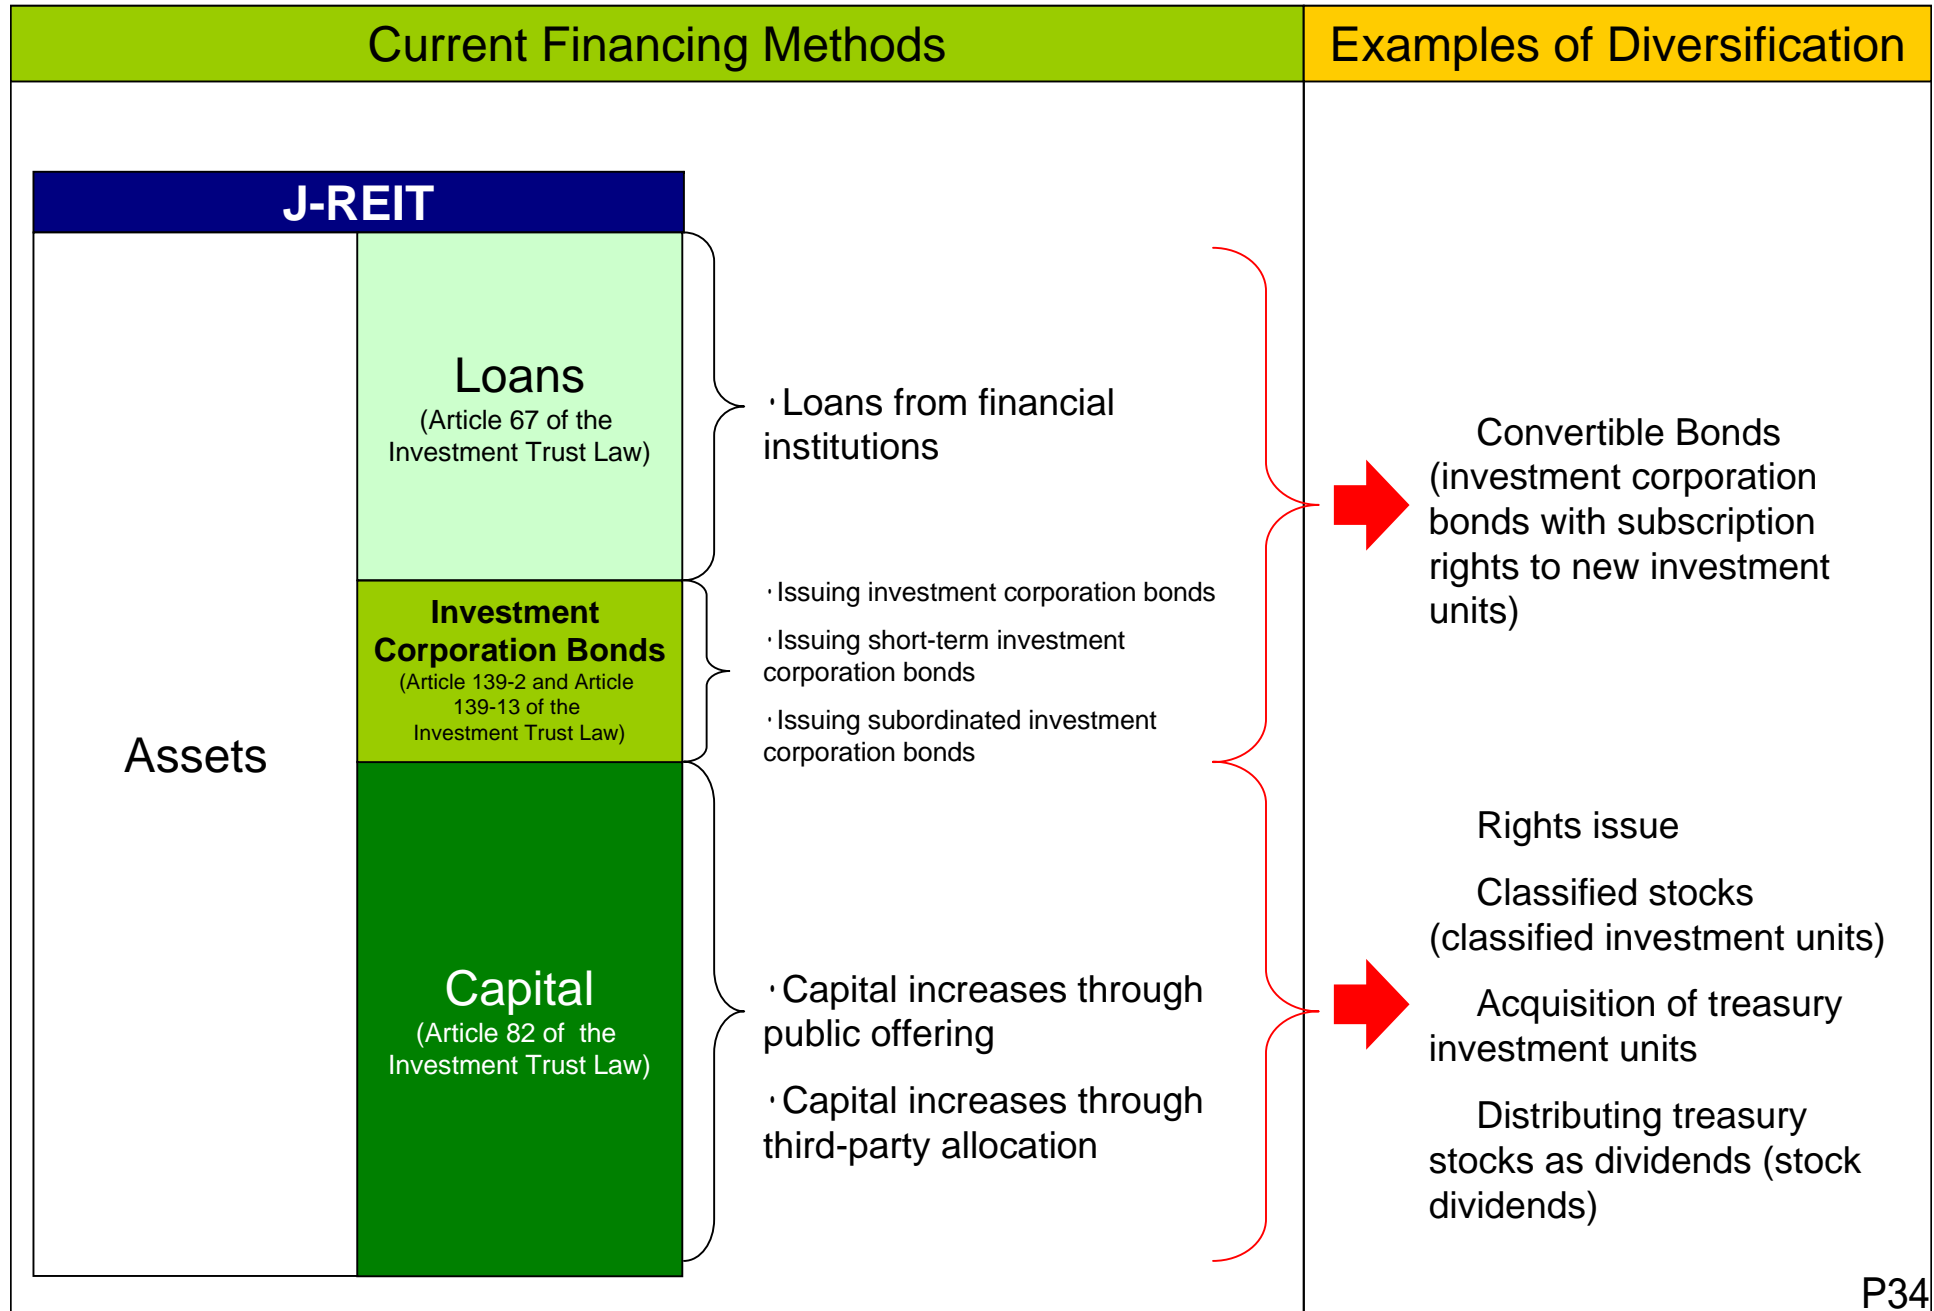 Current Financing Methods
Examples of Diversification
J-REIT
Assets
Loans
(Article 67 of the
Investment Trust Law)
·Loans from financial
institutions
Investment
Corporation Bonds
(Article 139-2 and Article
139-13 of the
Investment Trust Law)
·Issuing investment corporation bonds
·Issuing short-term investment
corporation bonds
·Issuing subordinated investment
corporation bonds
Capital
(Article 82 of the
Investment Trust Law)
·Capital increases through
public offering
·Capital increases through
third-party allocation
Convertible Bonds
(investment corporation
bonds with subscription
rights to new investment
units)
Rights issue
Classified stocks
(classified investment units)
Acquisition of treasury
investment units
Distributing treasury
stocks as dividends (stock
dividends)
P34